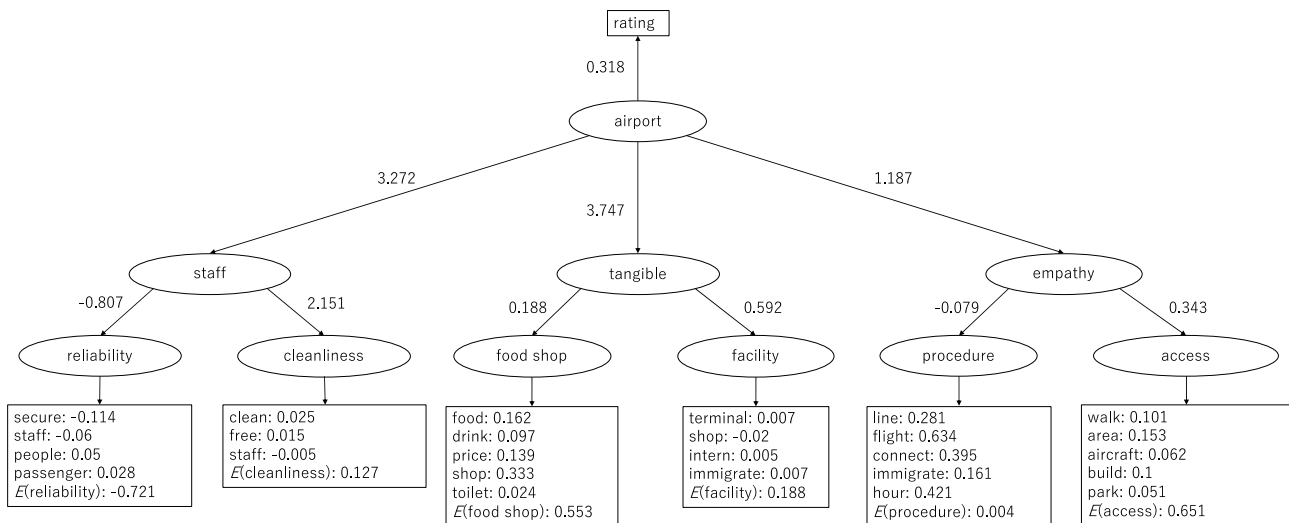 rating
0.318
airport
3.272
3.747
1.187
staff
tangible
empathy
-0.807
2.151
0.188
0.592
-0.079
0.343
reliability
cleanliness
food shop
facility
procedure
access
secure: -0.114
staff: -0.06
people: 0.05
passenger: 0.028
E(reliability): -0.721
clean: 0.025
free: 0.015
staff: -0.005
E(cleanliness): 0.127
food: 0.162
drink: 0.097
price: 0.139
shop: 0.333
toilet: 0.024
E(food shop): 0.553
terminal: 0.007
shop: -0.02
intern: 0.005
immigrate: 0.007
E(facility): 0.188
line: 0.281
flight: 0.634
connect: 0.395
immigrate: 0.161
hour: 0.421
E(procedure): 0.004
walk: 0.101
area: 0.153
aircraft: 0.062
build: 0.1
park: 0.051
E(access): 0.651